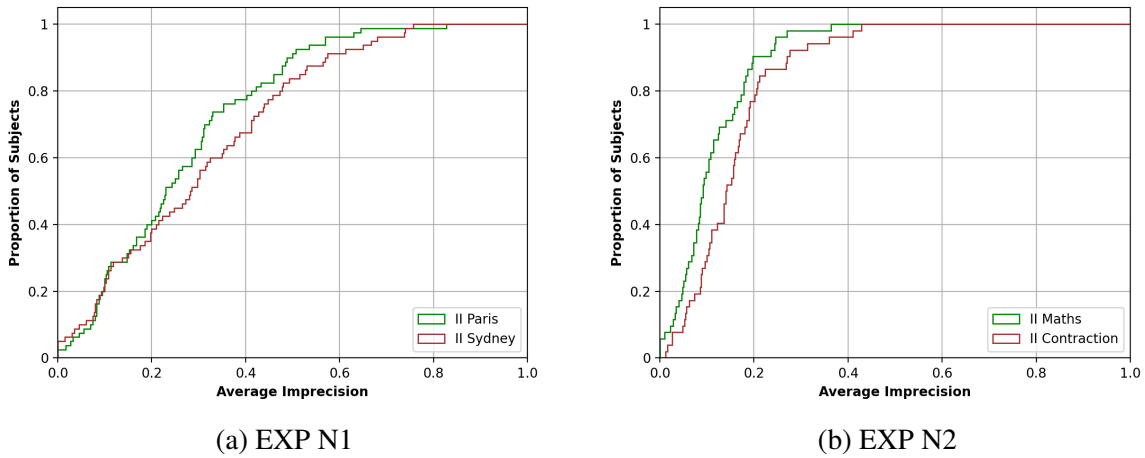 1
0.8
0.6
0.4
0.2
0
Proportion of Subjects
0.0 0.2 0.4 0.6 0.8 1.0
Average Imprecision
II Paris
II Sydney
(a) EXP N1
1
0.8
0.6
0.4
0.2
0
Proportion of Subjects
0.0 0.2 0.4 0.6 0.8 1.0
Average Imprecision
II Maths
II Contraction
(b) EXP N2